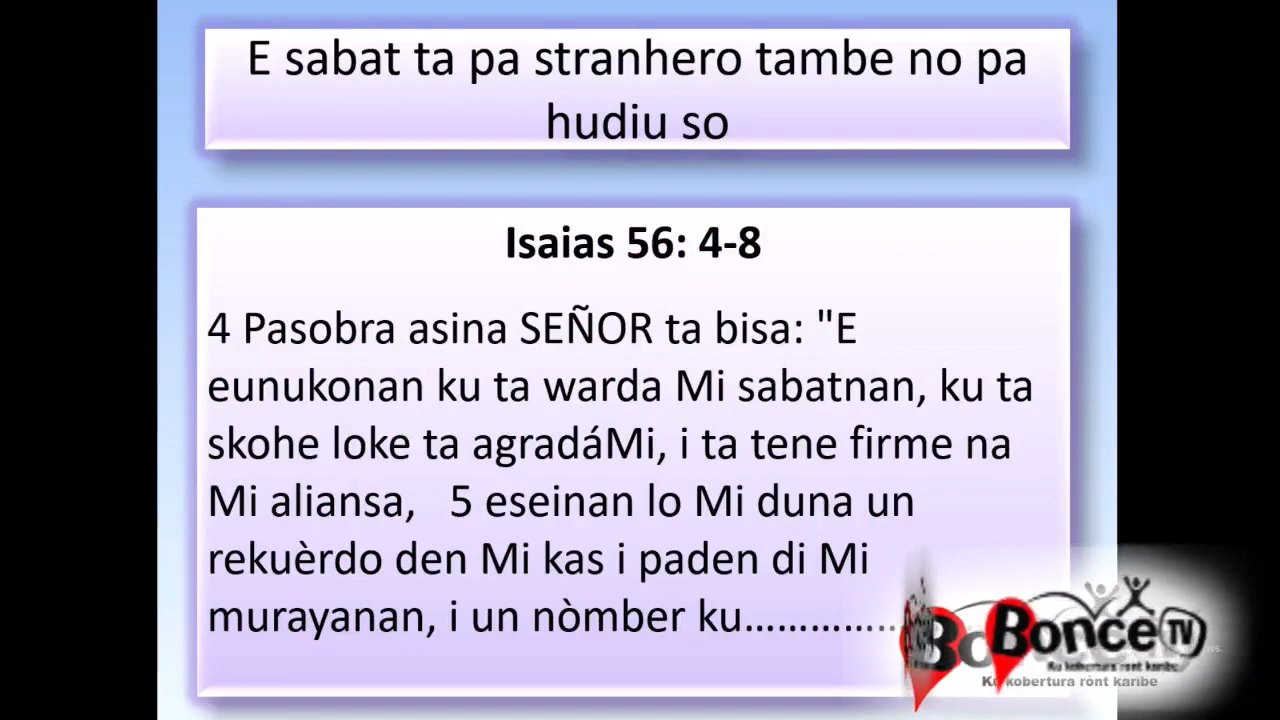 E sabat ta pa stranhero tambe no pa
hudiu so
Isaias 56: 4-8
4 Pasobra asina SEÑOR ta bisa: "E
eunukonan ku ta warda Mi sabatnan, ku ta
skohe loke ta agradáMi, i ta tene firme na
Mi aliansa,   5 eseinan lo Mi duna un
rekuèrdo den Mi kas i paden di Mi
murayanan, i un nòmber ku……………
BonceTV
Ku kobertura rònt karibe